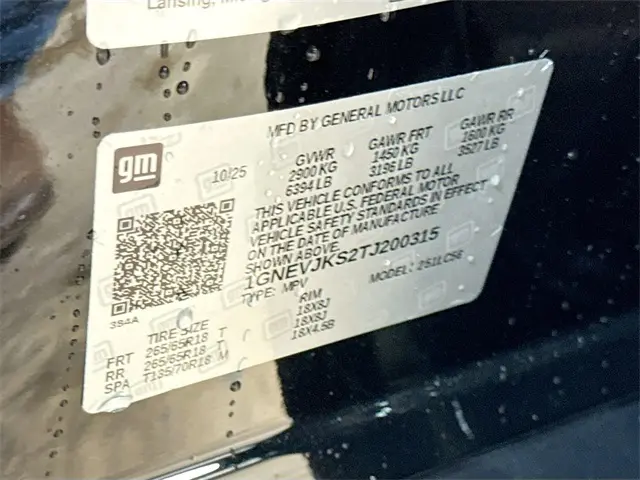 Lansing, Mi
MFD BY GENERAL MOTORS LLC
gm
10/25
GVWR
2900 KG
6394 LB
GAWR FRT
1450 KG
3196 LB
GAWR RR
1600 KG
3527 LB
THIS VEHICLE CONFORMS TO ALL
APPLICABLE U.S. FEDERAL MOTOR
VEHICLE SAFETY STANDARDS IN EFFECT
ON THE DATE OF MANUFACTURE
SHOWN ABOVE.
1GNEVJKS2TJ200315
TYPE: MPV
MODEL: 2S1LC56
3S4A
TIRE SIZE
RIM
FRT 265/65R18 T 18X8J
RR 265/65R18 T 18X8J
SPA T135/70R18 M 18X4.5B